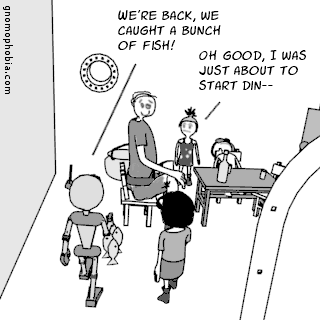 gnomophobia.com
WE'RE BACK, WE
CAUGHT A BUNCH
OF FISH!
OH GOOD, I WAS
JUST ABOUT TO
START DIN--